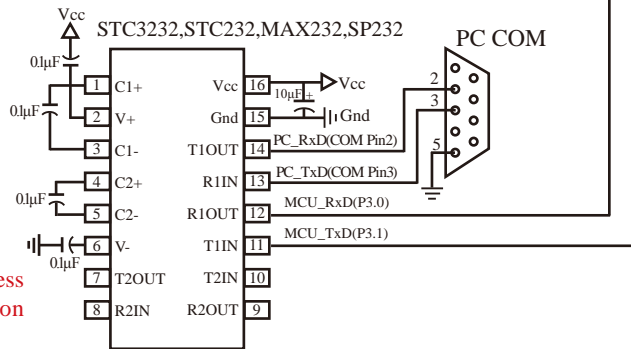 Vcc
STC3232,STC232,MAX232,SP232
PC COM
0.1µF
0.1µF
1 C1+
2 V+
3 C1-
4 C2+
5 C2-
6 V-
7 T2OUT
8 R2IN
0.1µF
0.1µF
Vcc 16
Gnd 15
T1OUT 14
R1IN 13
R1OUT 12
T1IN 11
T2IN 10
R2OUT 9
Vcc
10µF +
Gnd
PC_RxD(COM Pin2)
PC_TxD(COM Pin3)
MCU_RxD(P3.0)
MCU_TxD(P3.1)
2
3
5
ess
on